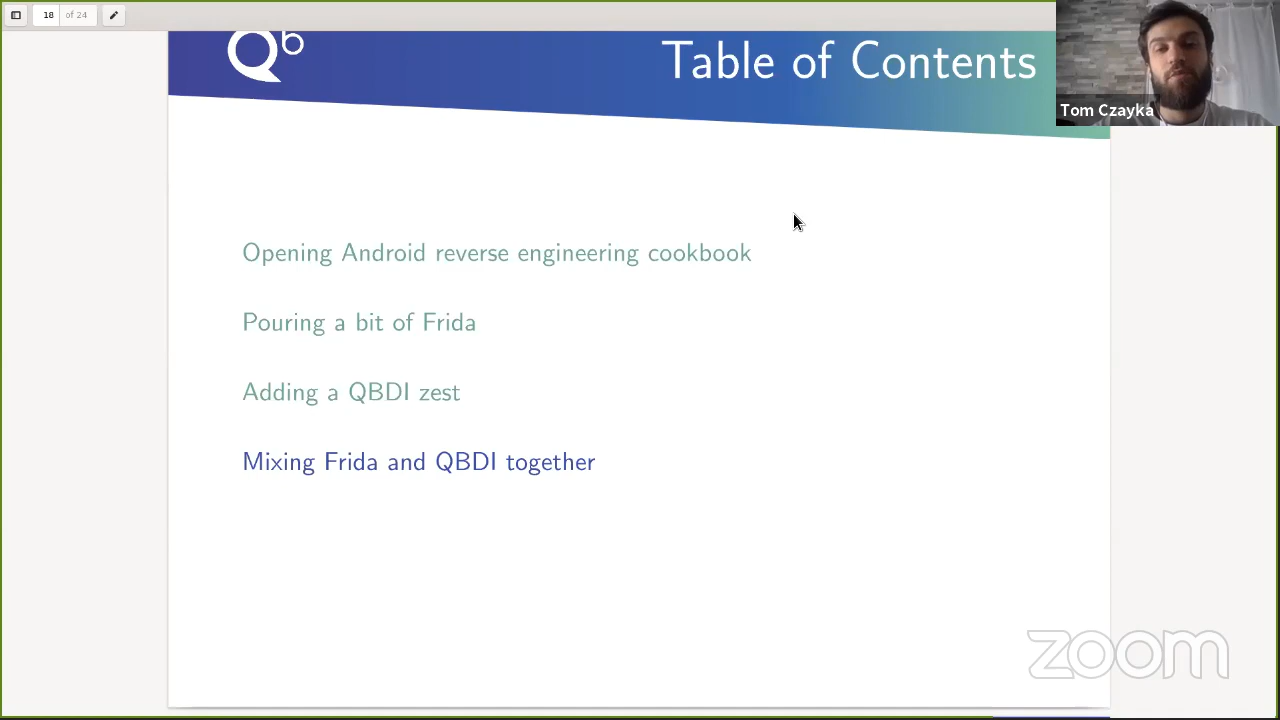 18 of 24
Qb
Table of Contents
Tom Czayka
Opening Android reverse engineering cookbook
Pouring a bit of Frida
Adding a QBDI zest
Mixing Frida and QBDI together
zoom